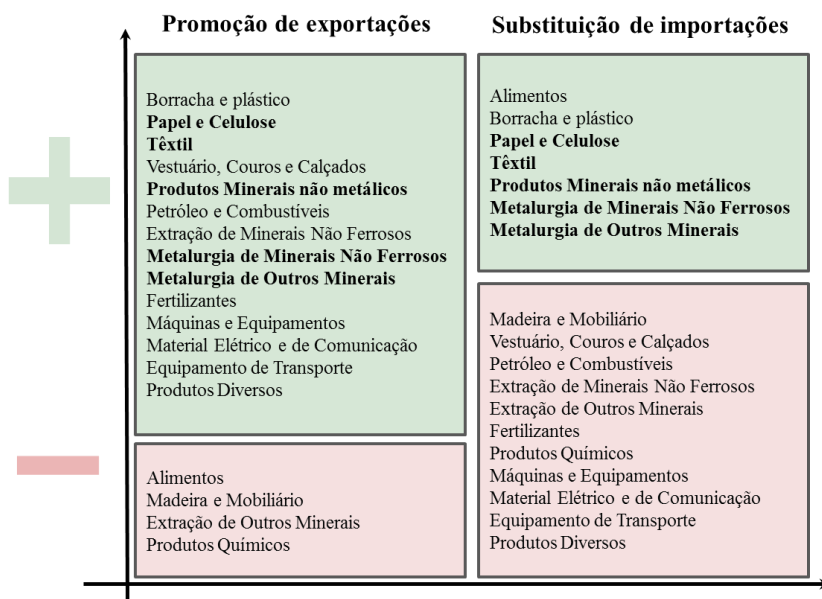 Promoção de exportações
Borracha e plástico
Papel e Celulose
Têxtil
Vestuário, Couros e Calçados
Produtos Minerais não metálicos
Petróleo e Combustíveis
Extração de Minerais Não Ferrosos
Metalurgia de Minerais Não Ferrosos
Metalurgia de Outros Minerais
Fertilizantes
Máquinas e Equipamentos
Material Elétrico e de Comunicação
Equipamento de Transporte
Produtos Diversos
Alimentos
Madeira e Mobiliário
Extração de Outros Minerais
Produtos Químicos
Substituição de importações
Alimentos
Borracha e plástico
Papel e Celulose
Têxtil
Produtos Minerais não metálicos
Metalurgia de Minerais Não Ferrosos
Metalurgia de Outros Minerais
Madeira e Mobiliário
Vestuário, Couros e Calçados
Petróleo e Combustíveis
Extração de Minerais Não Ferrosos
Extração de Outros Minerais
Fertilizantes
Produtos Químicos
Máquinas e Equipamentos
Material Elétrico e de Comunicação
Equipamento de Transporte
Produtos Diversos